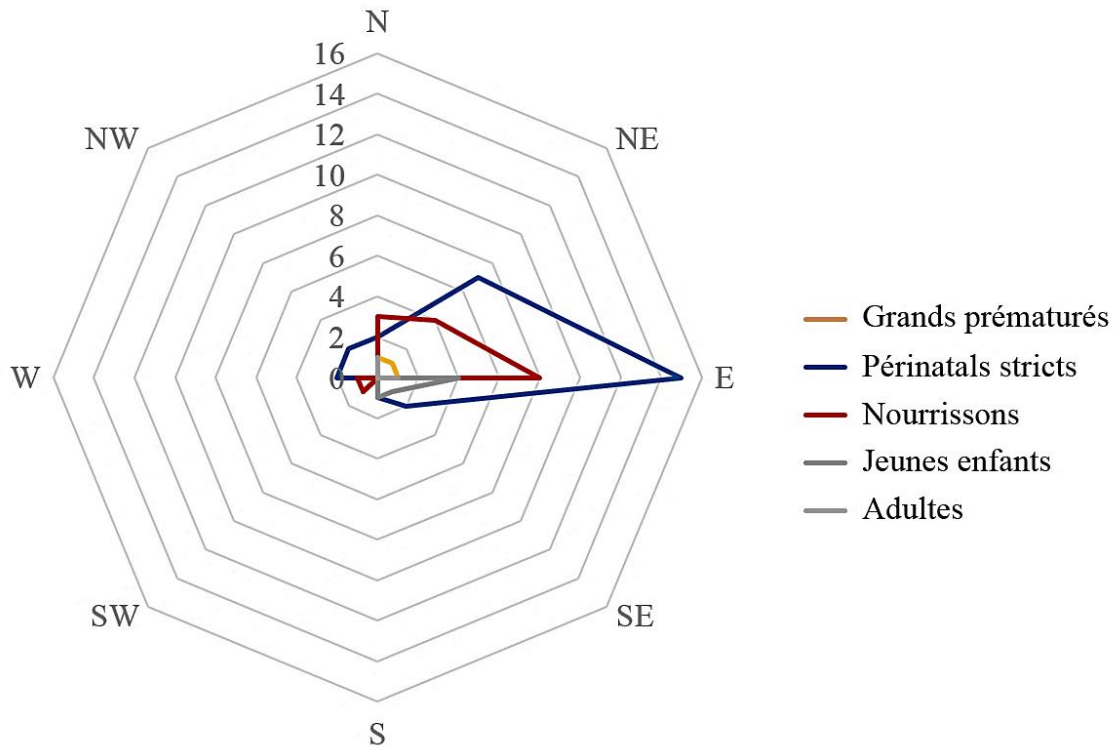 N
16
14
12
10
8
6
4
2
0
NW
NE
W
E
SW
SE
S
Grands prématurés
Périnatals stricts
Nourrissons
Jeunes enfants
Adultes